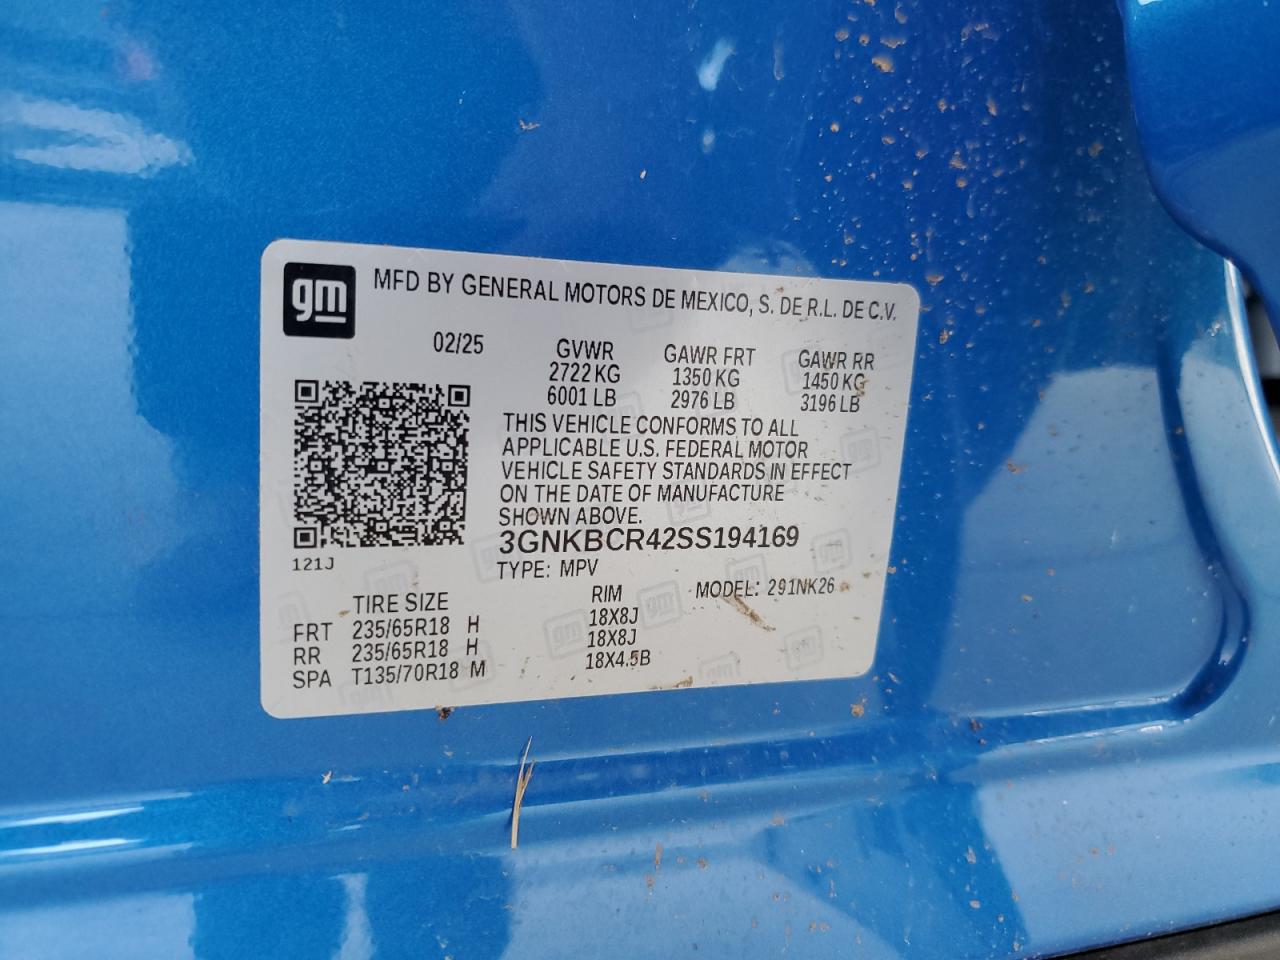 gm
MFD BY GENERAL MOTORS DE MEXICO, S. DE R.L. DE C.V.
02/25 GVWR GAWR FRT GAWR RR
2722 KG 1350 KG 1450 KG
6001 LB 2976 LB 3196 LB
THIS VEHICLE CONFORMS TO ALL
APPLICABLE U.S. FEDERAL MOTOR
VEHICLE SAFETY STANDARDS IN EFFECT
ON THE DATE OF MANUFACTURE
SHOWN ABOVE.
3GNKBCR42SS194169
121J
TYPE: MPV
TIRE SIZE RIM MODEL: 291NK26
FRT 235/65R18 H 18X8J
RR 235/65R18 H 18X8J
SPA T135/70R18 M 18X4.5B